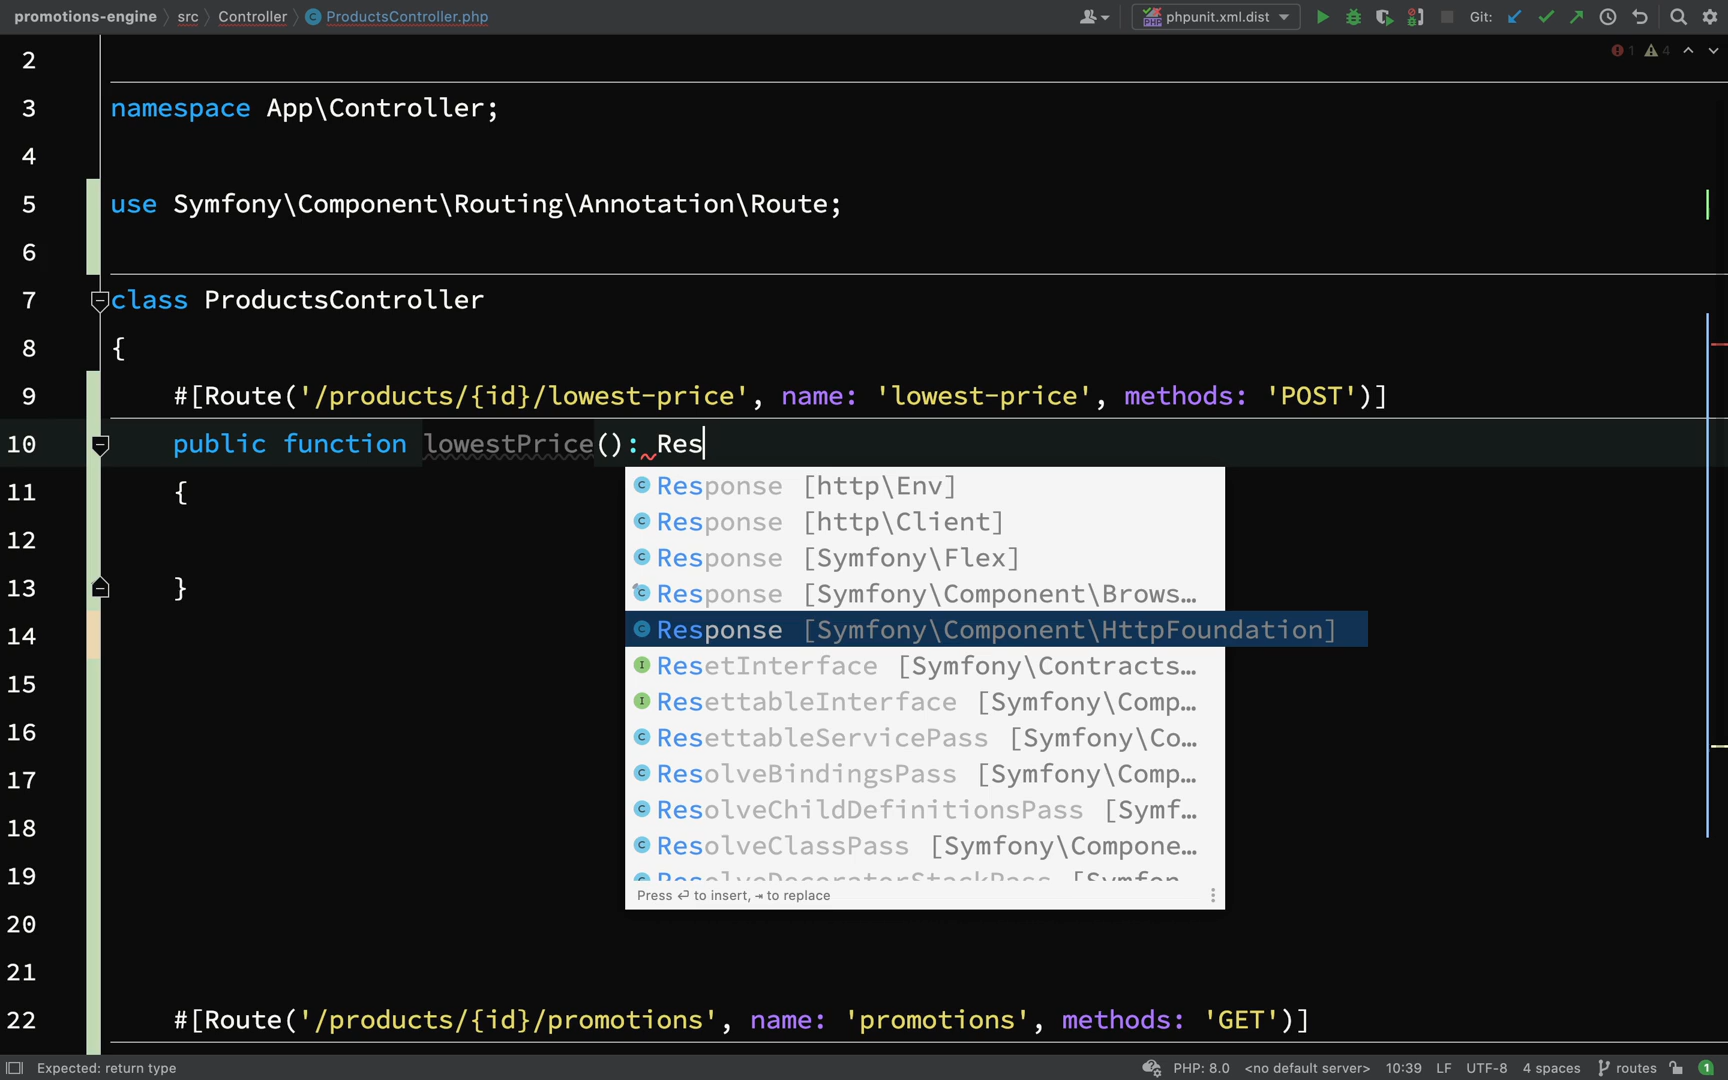 promotions-engine src Controller ProductsController.php phpunit.xml.dist Git:
1 4
2
3 namespace App\Controller;
4
5 use Symfony\Component\Routing\Annotation\Route;
6
7 class ProductsController
8 {
9 #[Route('/products/{id}/lowest-price', name: 'lowest-price', methods: 'POST')]
10 public function lowestPrice(): Res
11 {
Response [http\Env]
Response [http\Client]
12
Response [Symfony\Flex]
13 }
Response [Symfony\Component\Brows…
14
Response [Symfony\Component\HttpFoundation]
ResetInterface [Symfony\Contracts…
15
ResettableInterface [Symfony\Comp…
16
ResettableServicePass [Symfony\Co…
17
ResolveBindingsPass [Symfony\Comp…
18
ResolveChildDefinitionsPass [Symf…
ResolveClassPass [Symfony\Compone…
19
ResolveDecoratorStackPass [Symfon
Press ↵ to insert, ⇥ to replace
20
21
22 #[Route('/products/{id}/promotions', name: 'promotions', methods: 'GET')]
Expected: return type PHP: 8.0 <no default server> 10:39 LF UTF-8 4 spaces routes 1